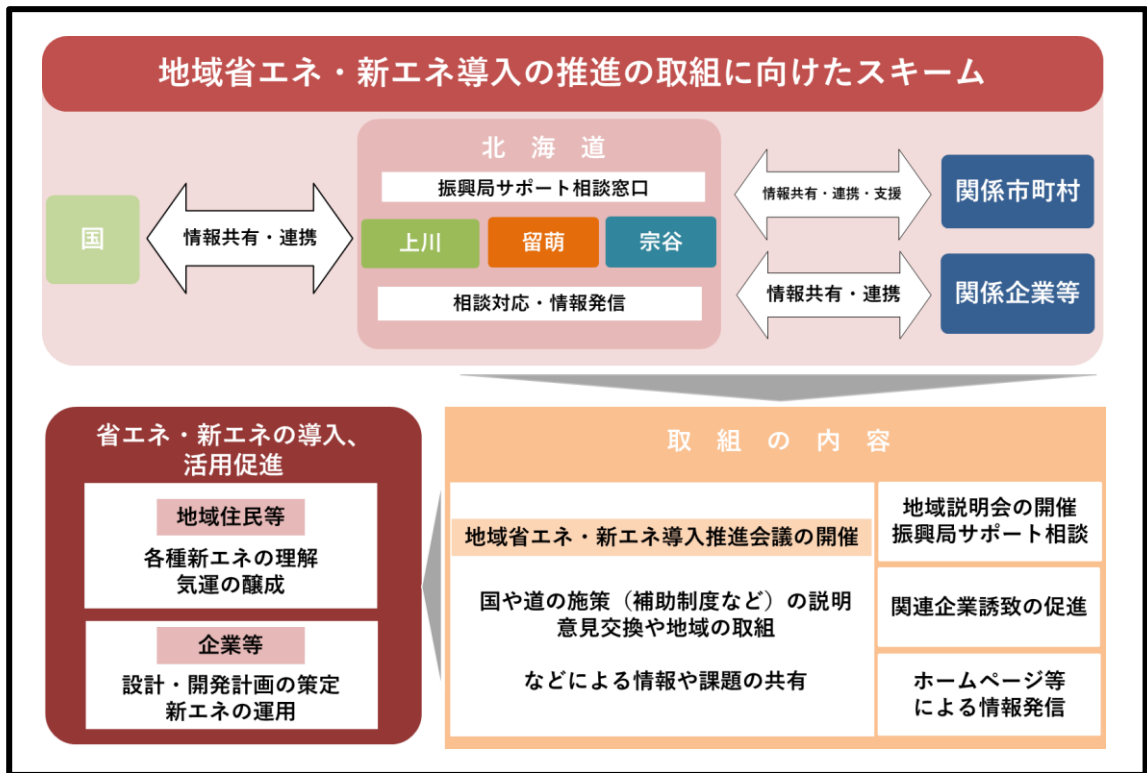 地域省エネ・新エネ導入の推進の取組に向けたスキーム
国
情報共有・連携
北海道
振興局サポート相談窓口
上川
留萌
宗谷
相談対応・情報発信
情報共有・連携・支援
関係市町村
情報共有・連携
関係企業等
省エネ・新エネの導入、
活用促進
地域住民等
各種新エネの理解
気運の醸成
企業等
設計・開発計画の策定
新エネの運用
取組の内容
地域省エネ・新エネ導入推進会議の開催
国や道の施策（補助制度など）の説明
意見交換や地域の取組
などによる情報や課題の共有
地域説明会の開催
振興局サポート相談
関連企業誘致の促進
ホームページ等
による情報発信